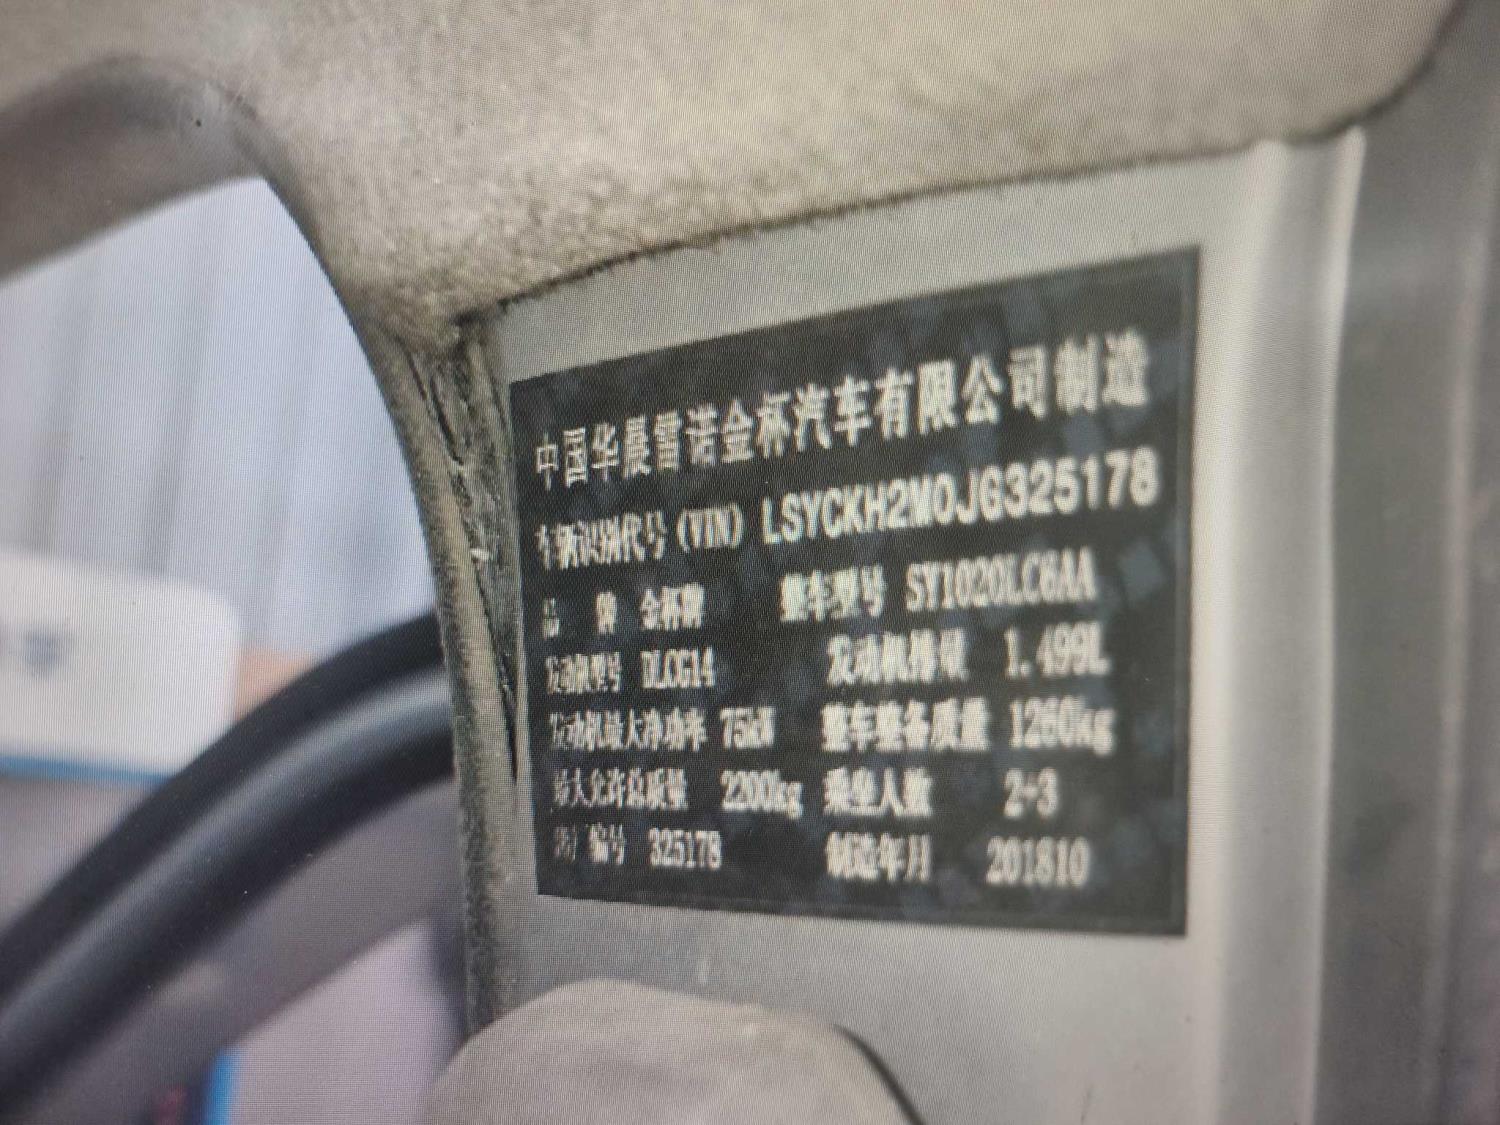 中国华晨雷诺金杯汽车有限公司制造
车辆识别代号(VIN) LSYCKH2M0JG325178
品 牌 金杯牌 整车型号 SY1020LC6AA
发动机型号 DLCG14 发动机排量 1.499L
发动机最大净功率 75kW 整车整备质量 1260kg
最大允许总质量 2200kg 乘坐人数 2+3
出厂编号 325178 制造年月 201810